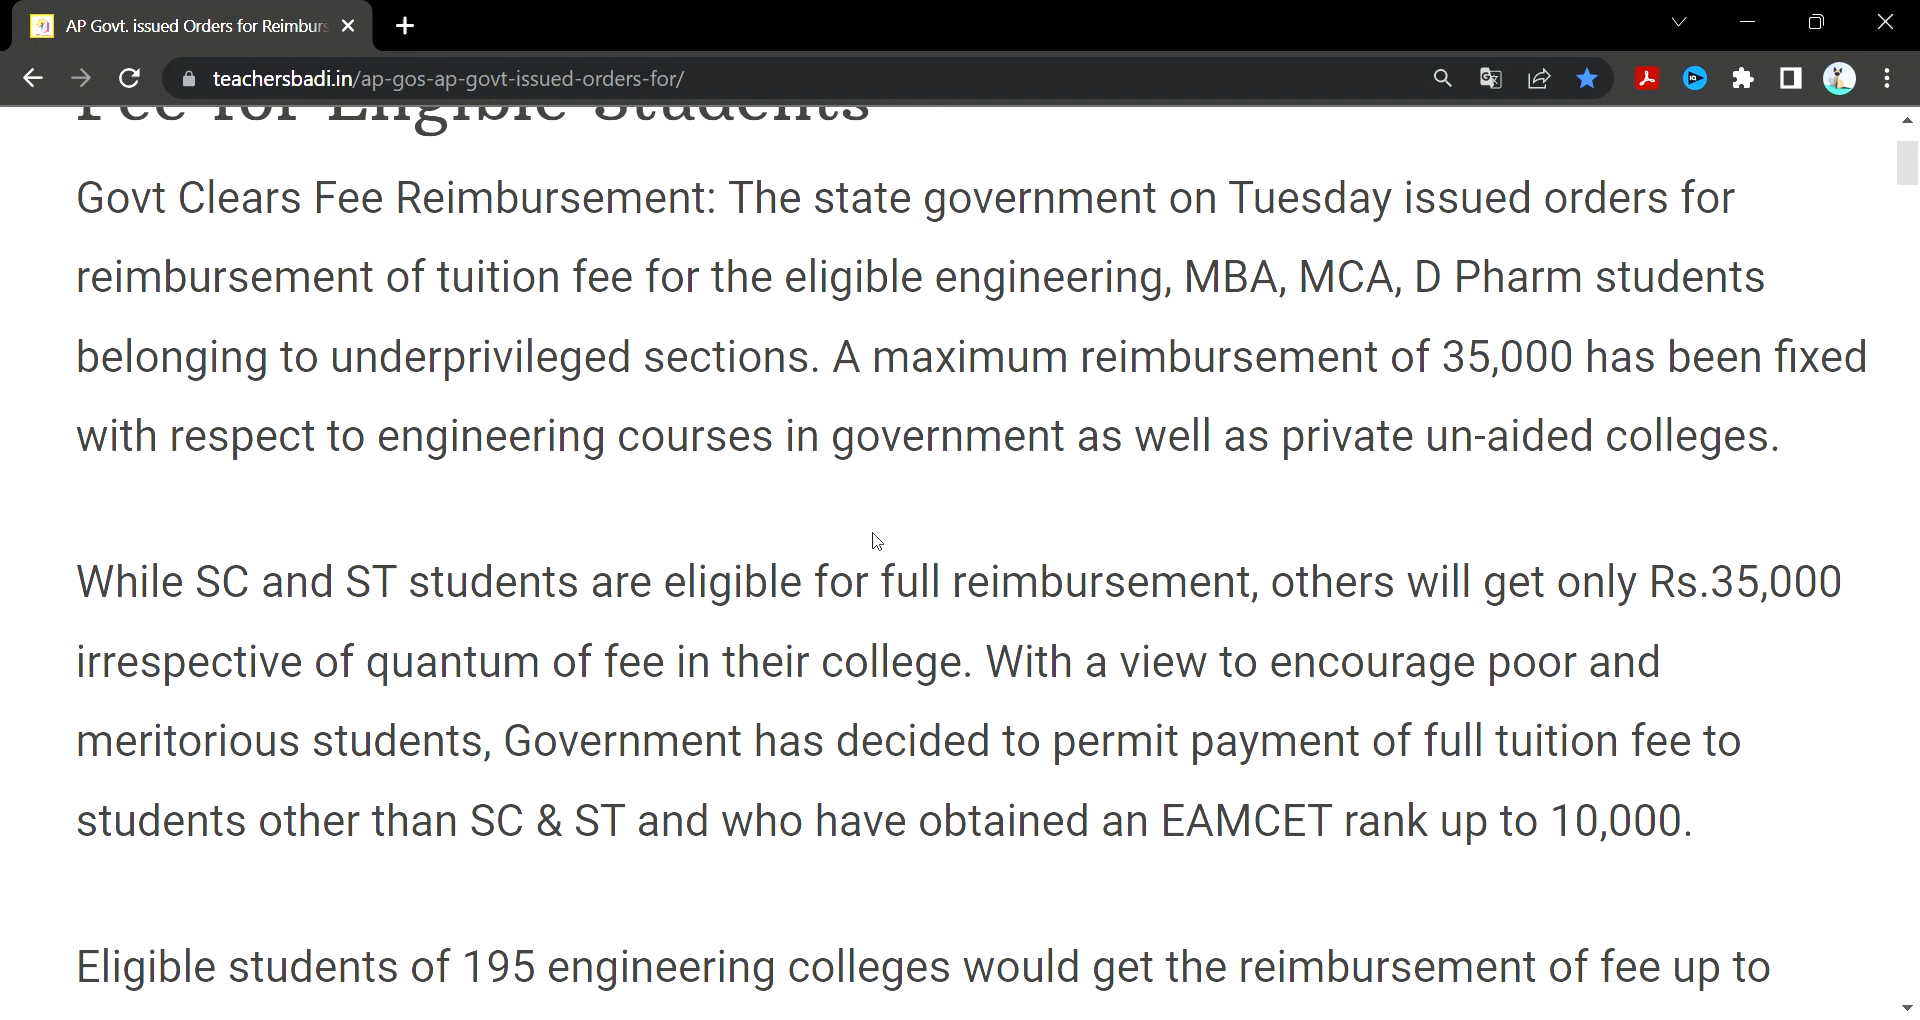 AP Govt. issued Orders for Reimburs
teachersbadi.in/ap-gos-ap-govt-issued-orders-for/
Fee for Eligible Students
Govt Clears Fee Reimbursement: The state government on Tuesday issued orders for
reimbursement of tuition fee for the eligible engineering, MBA, MCA, D Pharm students
belonging to underprivileged sections. A maximum reimbursement of 35,000 has been fixed
with respect to engineering courses in government as well as private un-aided colleges.
While SC and ST students are eligible for full reimbursement, others will get only Rs.35,000
irrespective of quantum of fee in their college. With a view to encourage poor and
meritorious students, Government has decided to permit payment of full tuition fee to
students other than SC & ST and who have obtained an EAMCET rank up to 10,000.
Eligible students of 195 engineering colleges would get the reimbursement of fee up to